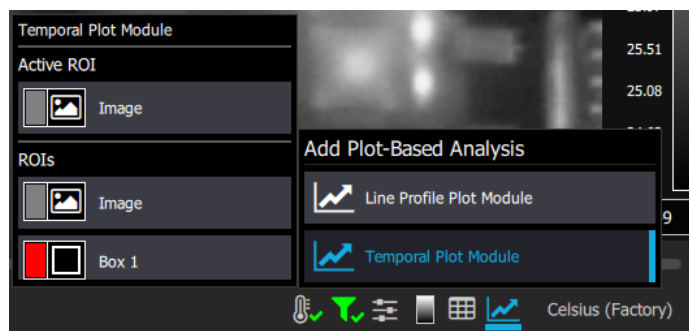 Temporal Plot Module
Active ROI
Image
ROIs
Image
Box 1
25.51
25.08
Add Plot-Based Analysis
Line Profile Plot Module
Temporal Plot Module
9
Celsius (Factory)